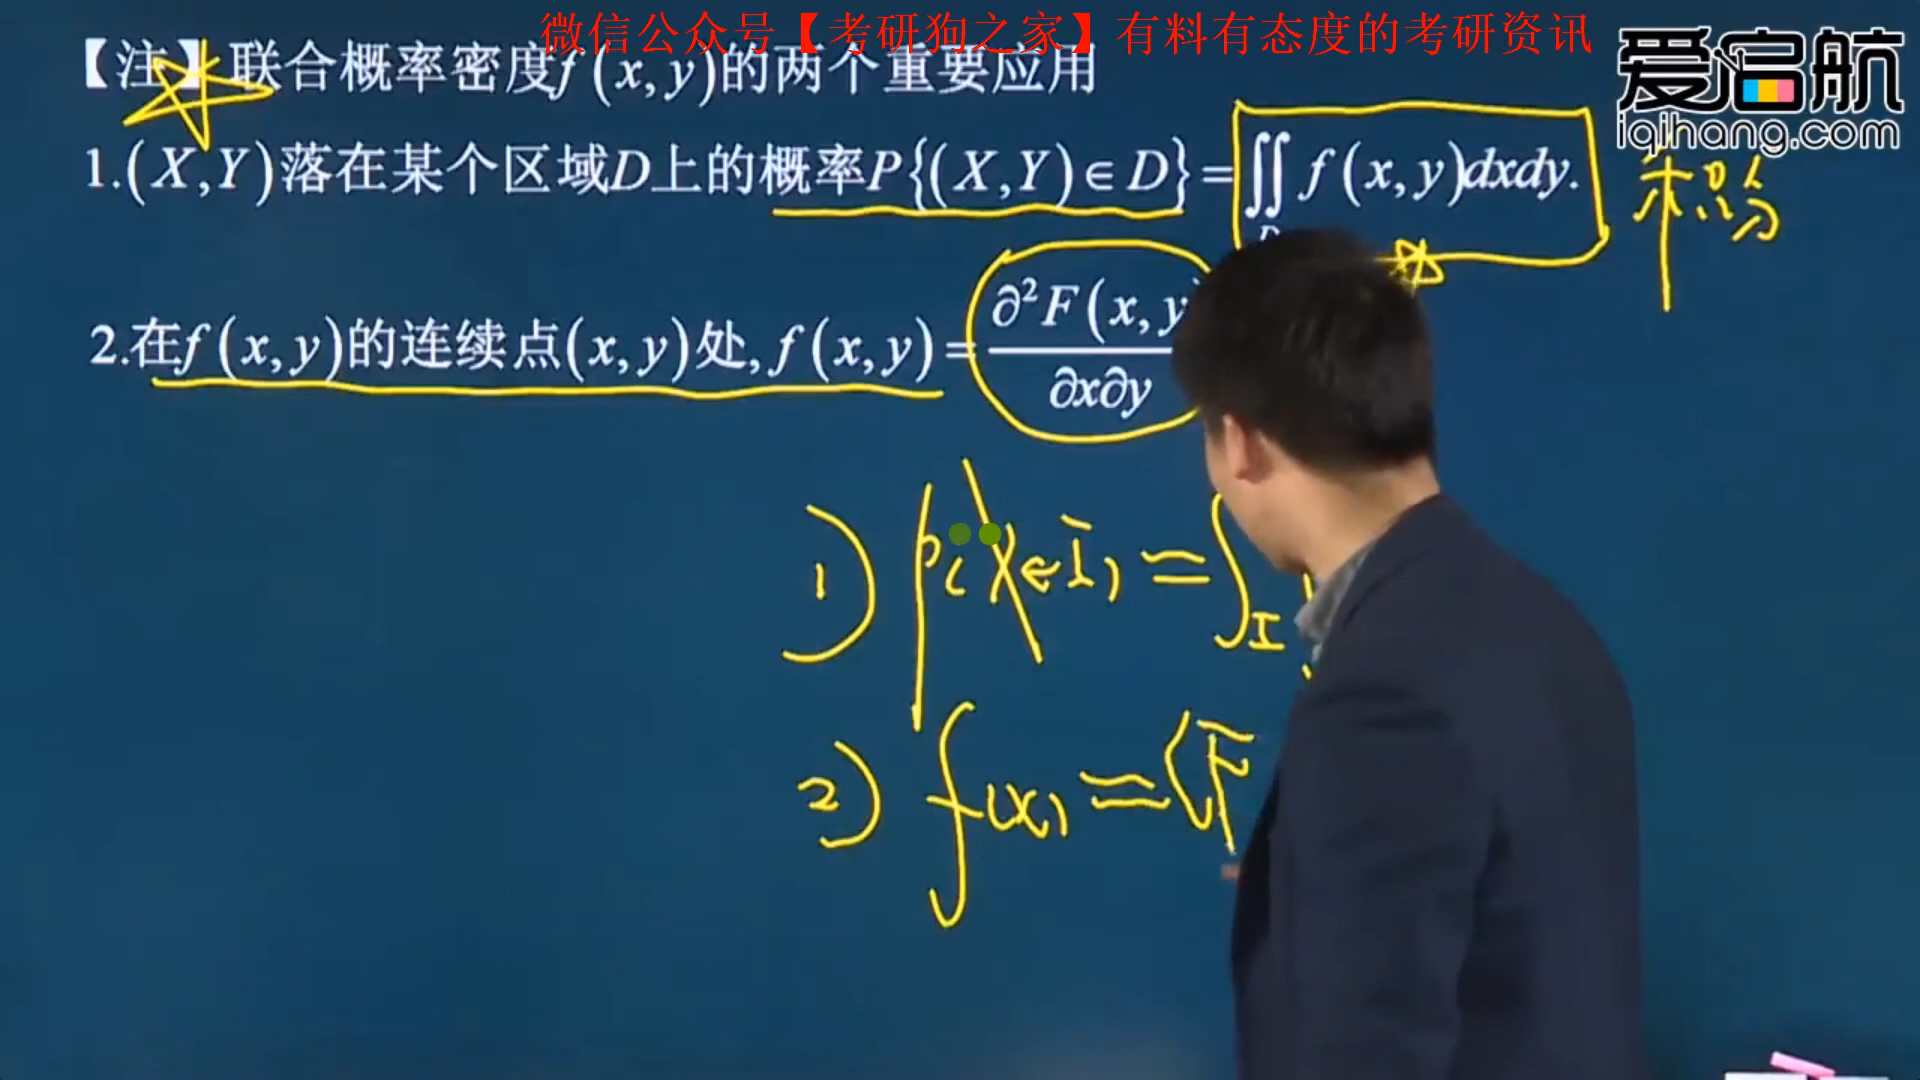 微信公众号【考研狗之家】有料有态度的考研资讯
爱启航
iqihang.com
【注】联合概率密度f(x,y)的两个重要应用
1.(X,Y)落在某个区域D上的概率P{(X,Y)∈D}=∬f(x,y)dxdy.
积分
2.在f(x,y)的连续点(x,y)处,f(x,y)=∂²F(x,y)/∂x∂y
1) P(X∈I)=∫I
2) f(x)=(F